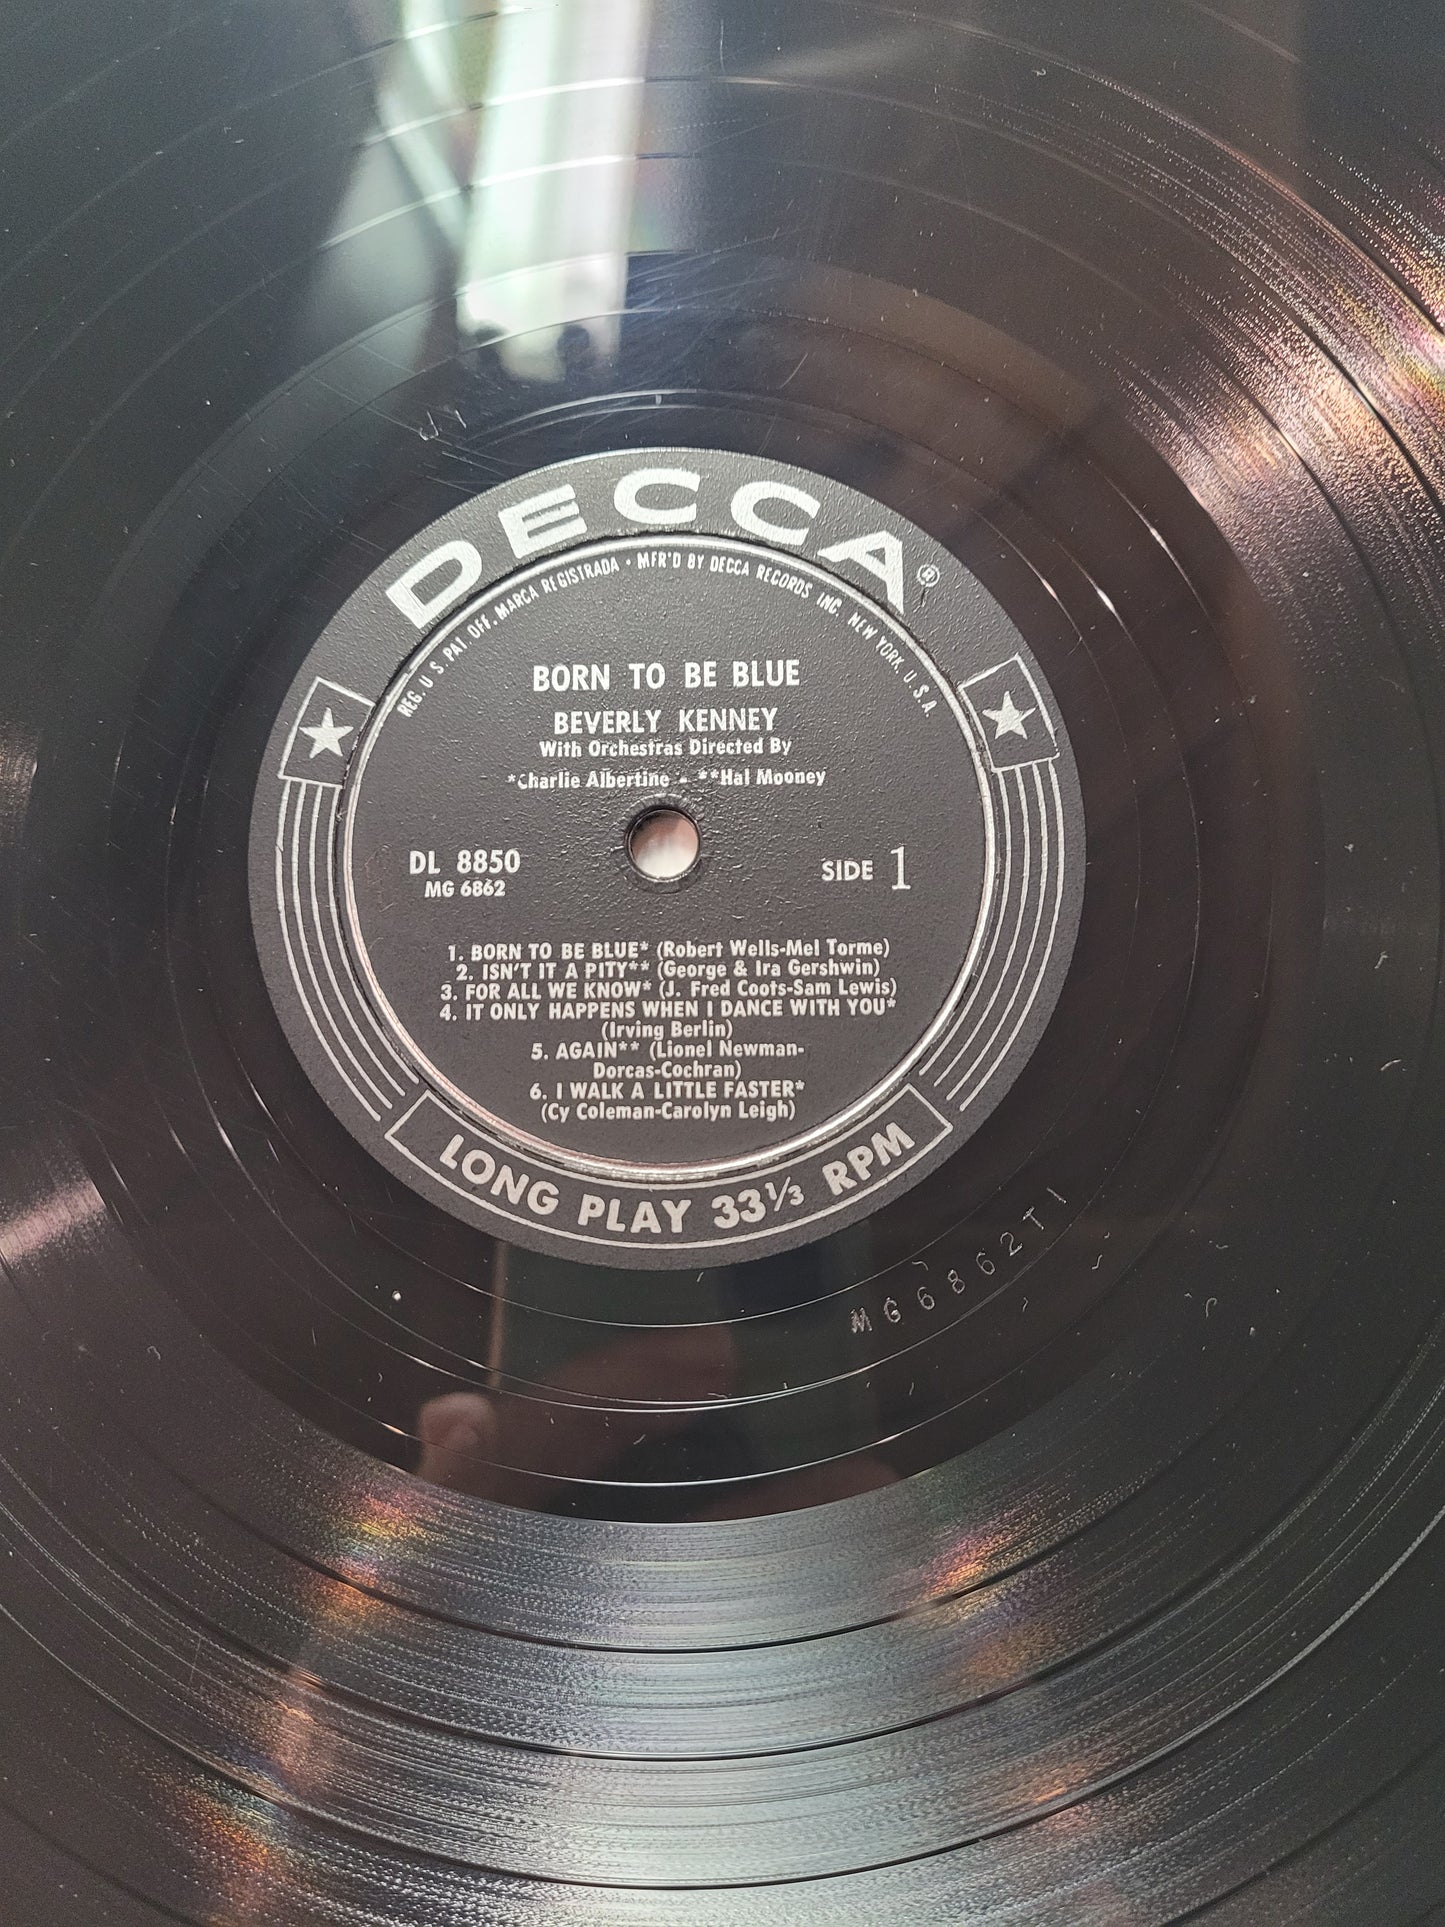 DECCA®
REG. U.S. PAT. OFF. MARCA REGISTRADA • MFR'D BY DECCA RECORDS INC. NEW YORK, U.S.A.
BORN TO BE BLUE
BEVERLY KENNEY
With Orchestras Directed By
*Charlie Albertine - **Hal Mooney
DL 8850
MG 6862
SIDE 1
1. BORN TO BE BLUE* (Robert Wells-Mel Torme)
2. ISN'T IT A PITY** (George & Ira Gershwin)
3. FOR ALL WE KNOW* (J. Fred Coots-Sam Lewis)
4. IT ONLY HAPPENS WHEN I DANCE WITH YOU*
(Irving Berlin)
5. AGAIN** (Lionel Newman-
Dorcas-Cochran)
6. I WALK A LITTLE FASTER*
(Cy Coleman-Carolyn Leigh)
LONG PLAY 33⅓ RPM
MG6862T1